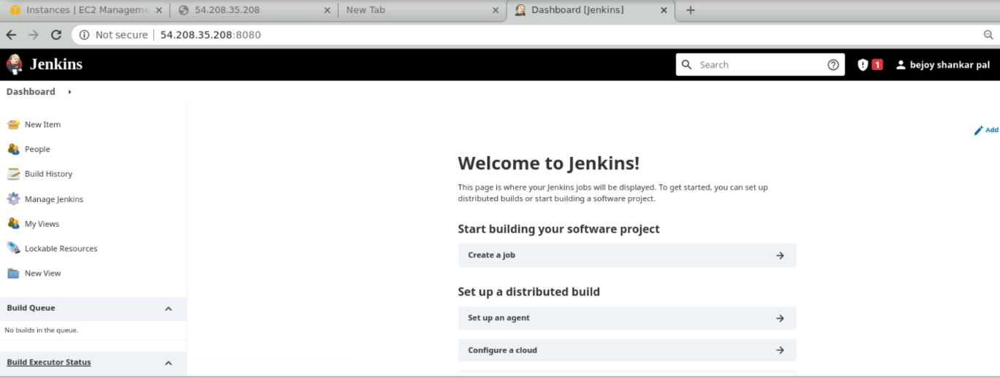 Instances | EC2 Manageme
54.208.35.208
New Tab
Dashboard [Jenkins]
Not secure
54.208.35.208:8080
Jenkins
Search
1
bejoy shankar pal
Dashboard
New Item
People
Build History
Manage Jenkins
My Views
Lockable Resources
New View
Build Queue
No builds in the queue.
Build Executor Status
Add
Welcome to Jenkins!
This page is where your Jenkins jobs will be displayed. To get started, you can set up
distributed builds or start building a software project.
Start building your software project
Create a job
Set up a distributed build
Set up an agent
Configure a cloud